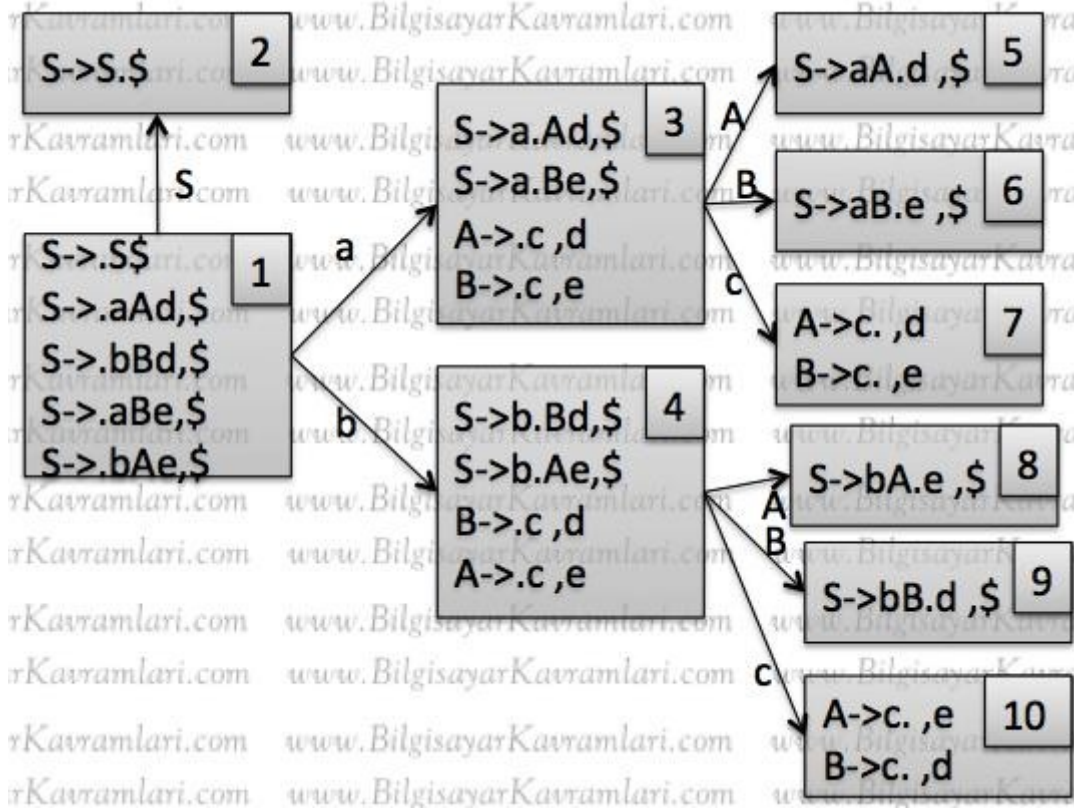 S->S.$ 2
S
S->.S$ 1
S->.aAd,$
S->.bBd,$
S->.aBe,$
S->.bAe,$
a
b
S->a.Ad,$ 3
S->a.Be,$
A->.c ,d
B->.c ,e
S->b.Bd,$ 4
S->b.Ae,$
B->.c ,d
A->.c ,e
A
B
c
S->aA.d ,$ 5
S->aB.e ,$ 6
A->c. ,d 7
B->c. ,e
A
B
c
S->bA.e ,$ 8
S->bB.d ,$ 9
A->c. ,e 10
B->c. ,d
www.BilgisayarKavramlari.com